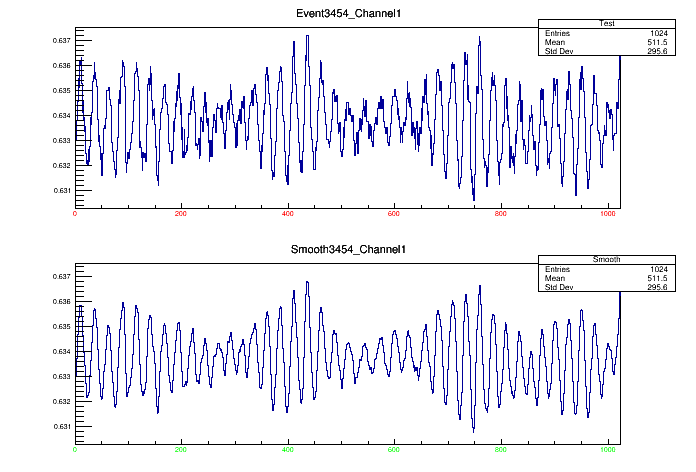 Event3454_Channel1
Test
Entries 1024
Mean 511.5
Std Dev 295.6
0.637
0.636
0.635
0.634
0.633
0.632
0.631
0 200 400 600 800 1000
Smooth3454_Channel1
Smooth
Entries 1024
Mean 511.5
Std Dev 295.6
0.637
0.636
0.635
0.634
0.633
0.632
0.631
0 200 400 600 800 1000